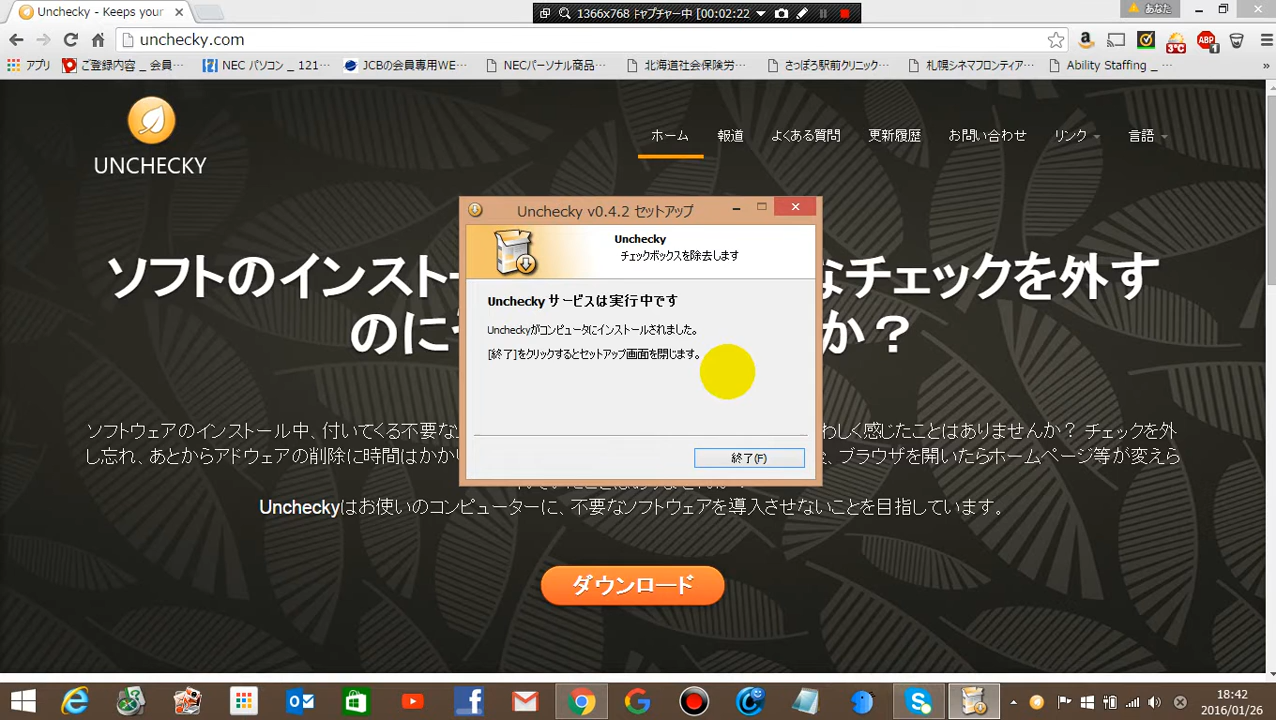 Unchecky - Keeps your
1366x768 キャプチャー中 [00:02:22]
あなた
unchecky.com
3°C
ABP
1
アプリ
ご登録内容 _ 会員…
NEC パソコン _ 121…
JCBの会員専用WE…
NECパーソナル商品…
北海道社会保険労…
さっぽろ駅前クリニック…
札幌シネマフロンティア…
Ability Staffing _ …
»
UNCHECKY
ホーム
報道
よくある質問
更新履歴
お問い合わせ
リンク
言語
Unchecky v0.4.2 セットアップ
Unchecky
チェックボックスを除去します
Unchecky サービスは実行中です
Uncheckyがコンピュータにインストールされました。
[終了]をクリックするとセットアップ画面を閉じます。
終了(F)
ソフトのインスト なチェックを外す
のに か？
ソフトウェアのインストール中、付いてくる不要な わしく感じたことはありませんか？ チェックを外
し忘れ、あとからアドウェアの削除に時間はかか 、ブラウザを開いたらホームページ等が変えら
Uncheckyはお使いのコンピューターに、不要なソフトウェアを導入させないことを目指しています。
ダウンロード
18:42
2016/01/26